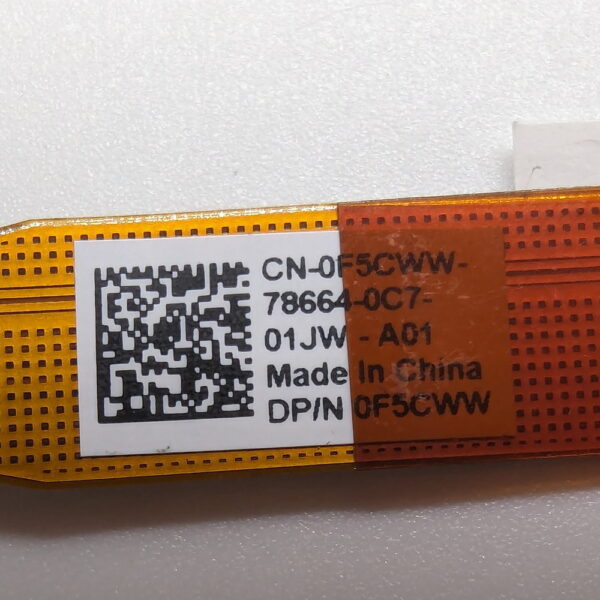 CN-0F5CWW-
78664-0C7-
01JW - A01
Made In China
DP/N 0F5CWW